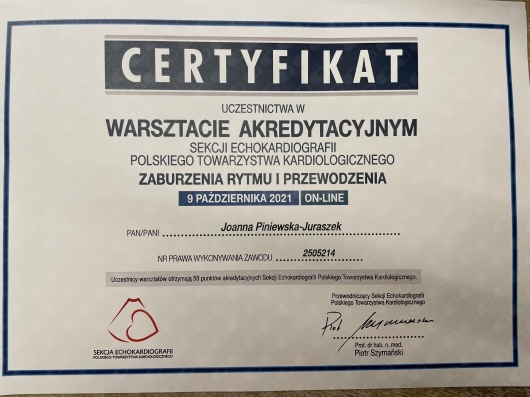 CERTYFIKAT
UCZESTNICTWA W
WARSZTACIE AKREDYTACYJNYM
SEKCJI ECHOKARDIOGRAFII
POLSKIEGO TOWARZYSTWA KARDIOLOGICZNEGO
ZABURZENIA RYTMU I PRZEWODZENIA
9 PAŹDZIERNIKA 2021 ON-LINE
PAN/PANI Joanna Piniewska-Juraszek
NR PRAWA WYKONYWANIA ZAWODU 2505214
Uczestnicy warsztatów otrzymają 50 punktów akredytacyjnych Sekcji Echokardiografii Polskiego Towarzystwa Kardiologicznego.
Przewodniczący Sekcji Echokardiografii
Polskiego Towarzystwa Kardiologicznego
Prof. dr hab. n. med.
Piotr Szymański
SEKCJA ECHOKARDIOGRAFII
POLSKIEGO TOWARZYSTWA KARDIOLOGICZNEGO